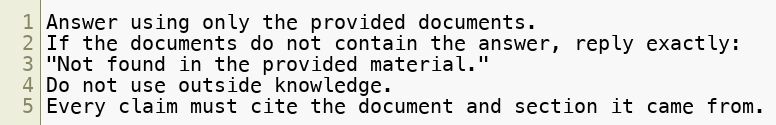 1 Answer using only the provided documents.
2 If the documents do not contain the answer, reply exactly:
3 "Not found in the provided material."
4 Do not use outside knowledge.
5 Every claim must cite the document and section it came from.